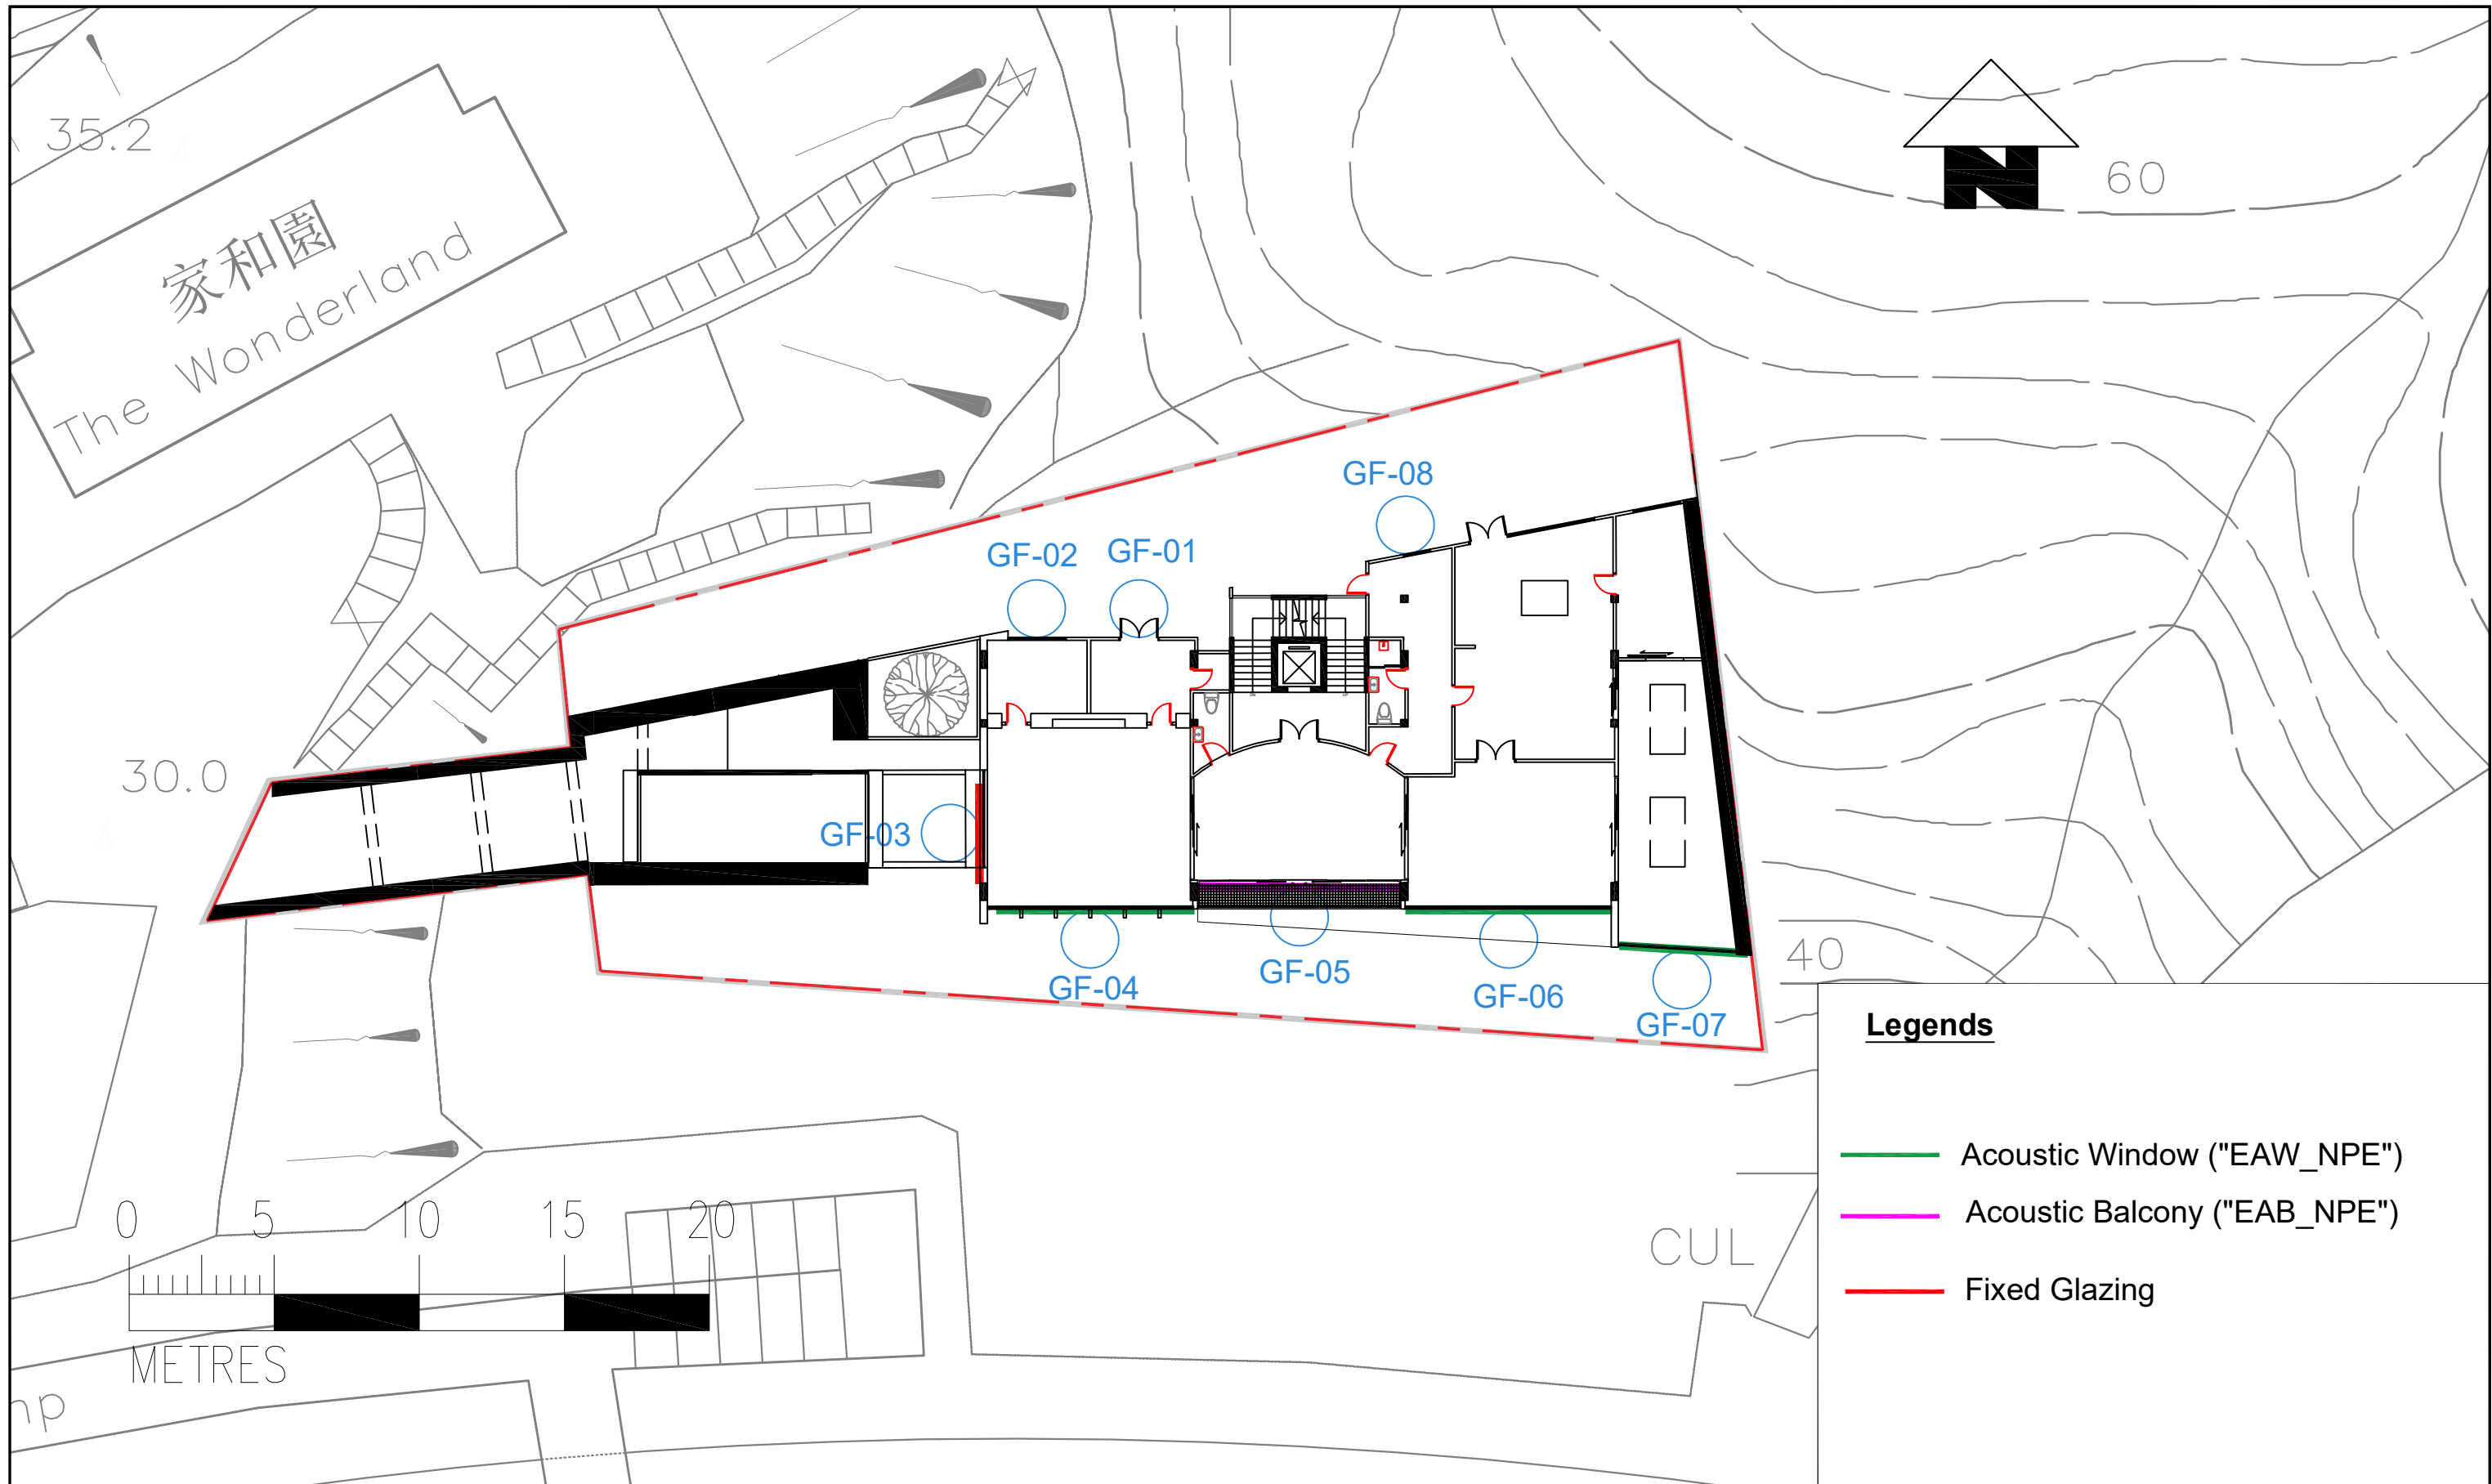 35.2
家和園
The Wonderland
N
60
GF-08
GF-02
GF-01
30.0
GF-03
40
GF-04
GF-05
GF-06
GF-07
Legends
Acoustic Window ("EAW_NPE")
Acoustic Balcony ("EAB_NPE")
Fixed Glazing
CUL
0 5 10 15 20
METRES